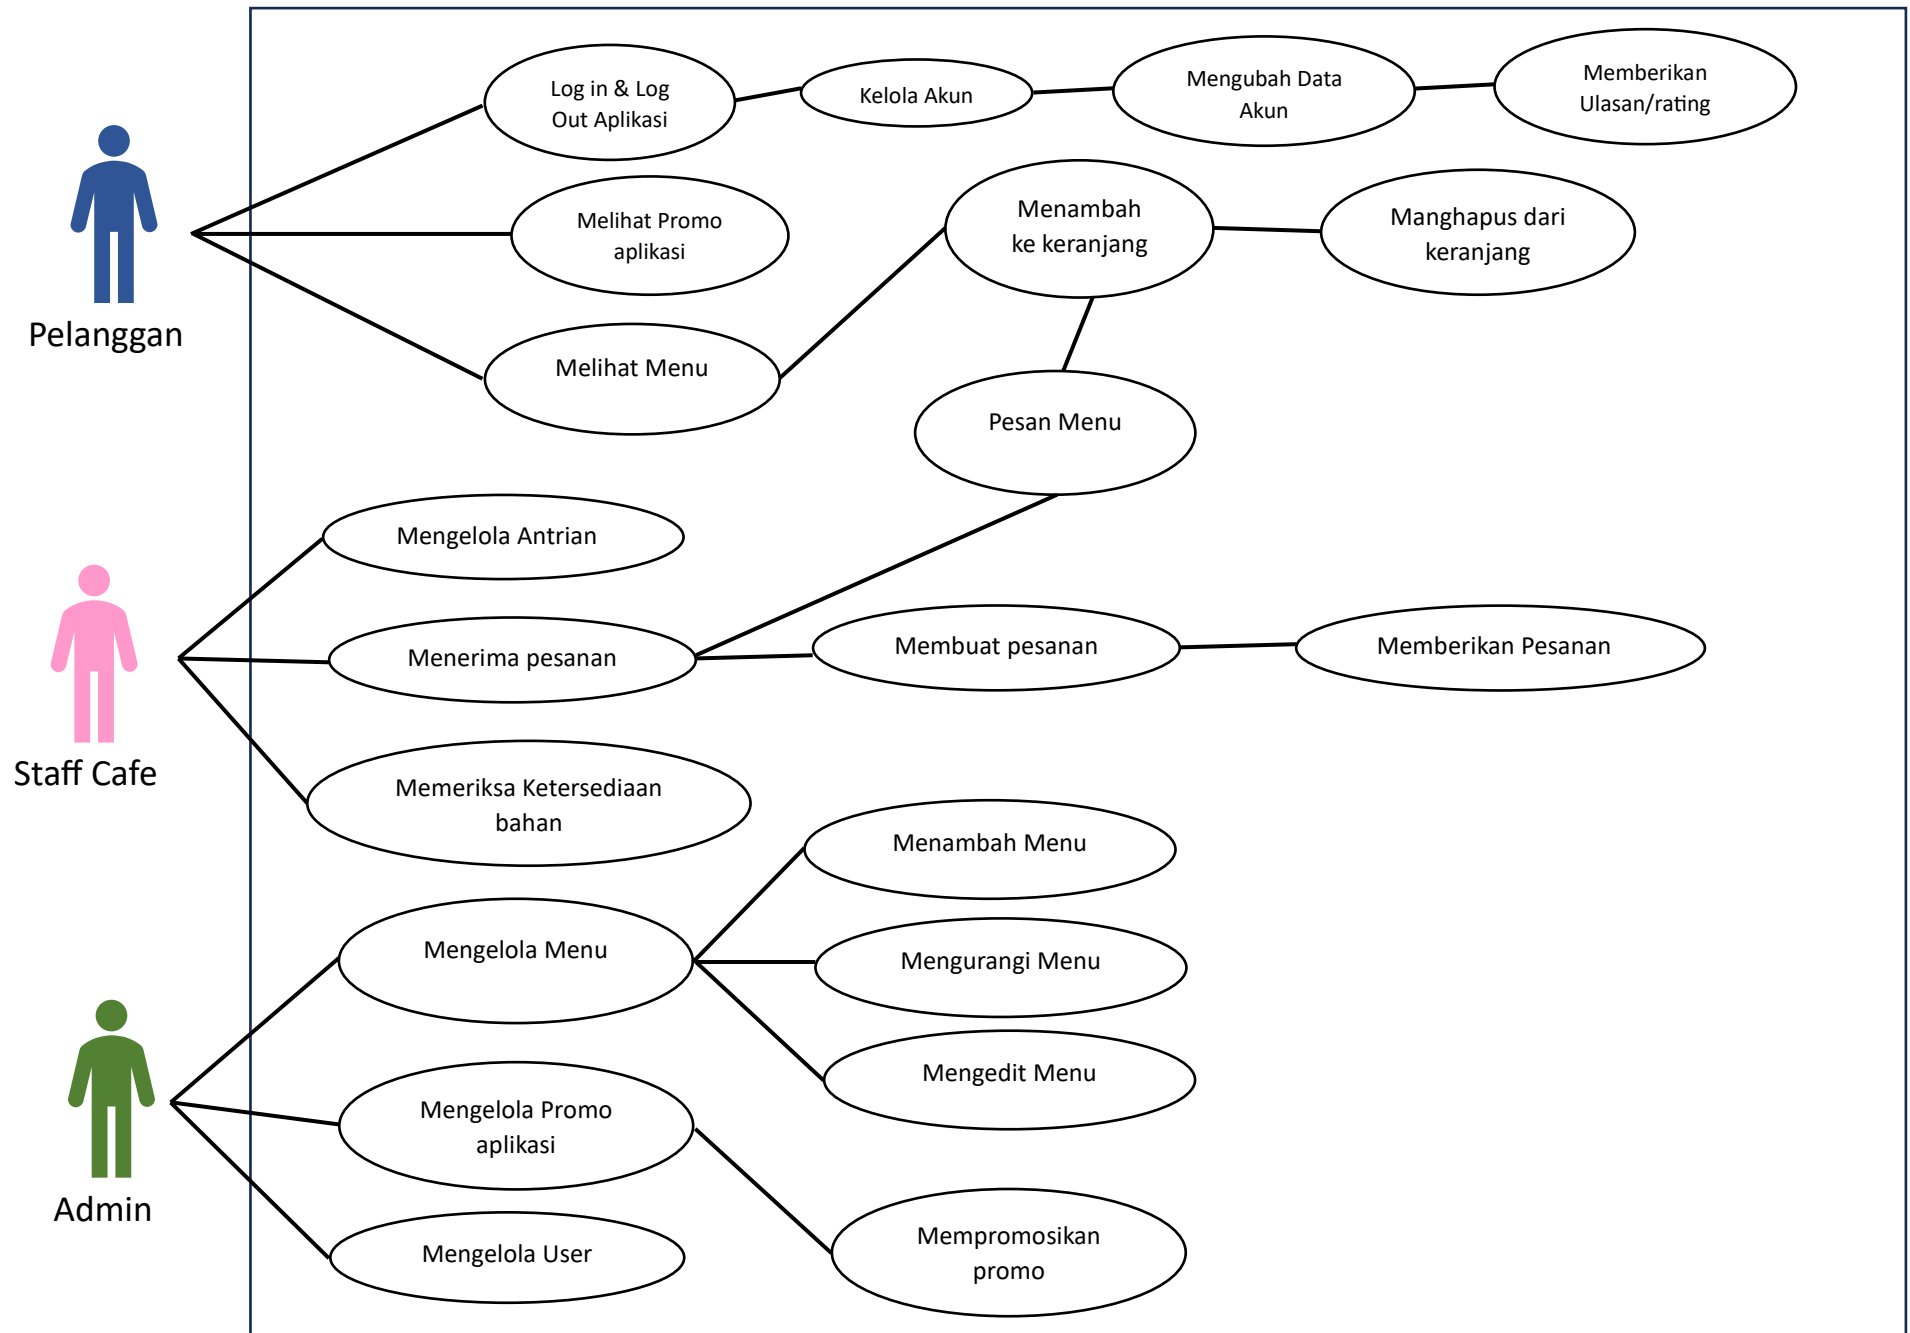 Log in & Log
Out Aplikasi
Kelola Akun
Mengubah Data
Akun
Memberikan
Ulasan/rating
Melihat Promo
aplikasi
Menambah
ke keranjang
Manghapus dari
keranjang
Pelanggan
Melihat Menu
Pesan Menu
Mengelola Antrian
Menerima pesanan
Membuat pesanan
Memberikan Pesanan
Staff Cafe
Memeriksa Ketersediaan
bahan
Menambah Menu
Mengelola Menu
Mengurangi Menu
Mengedit Menu
Mengelola Promo
aplikasi
Admin
Mengelola User
Mempromosikan
promo